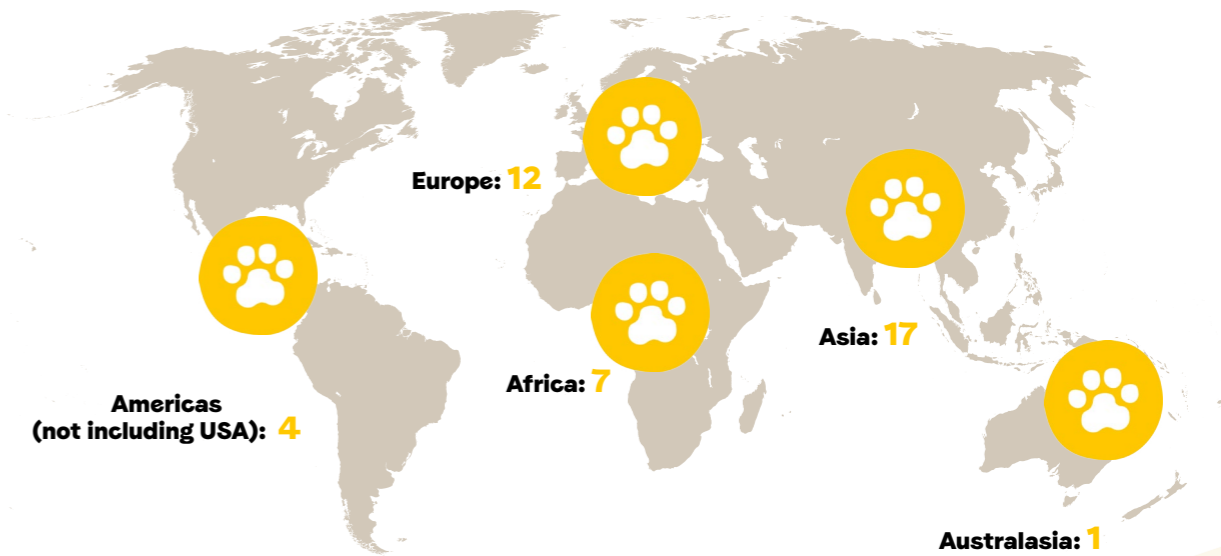 Europe: 12
Asia: 17
Africa: 7
Americas
(not including USA): 4
Australasia: 1